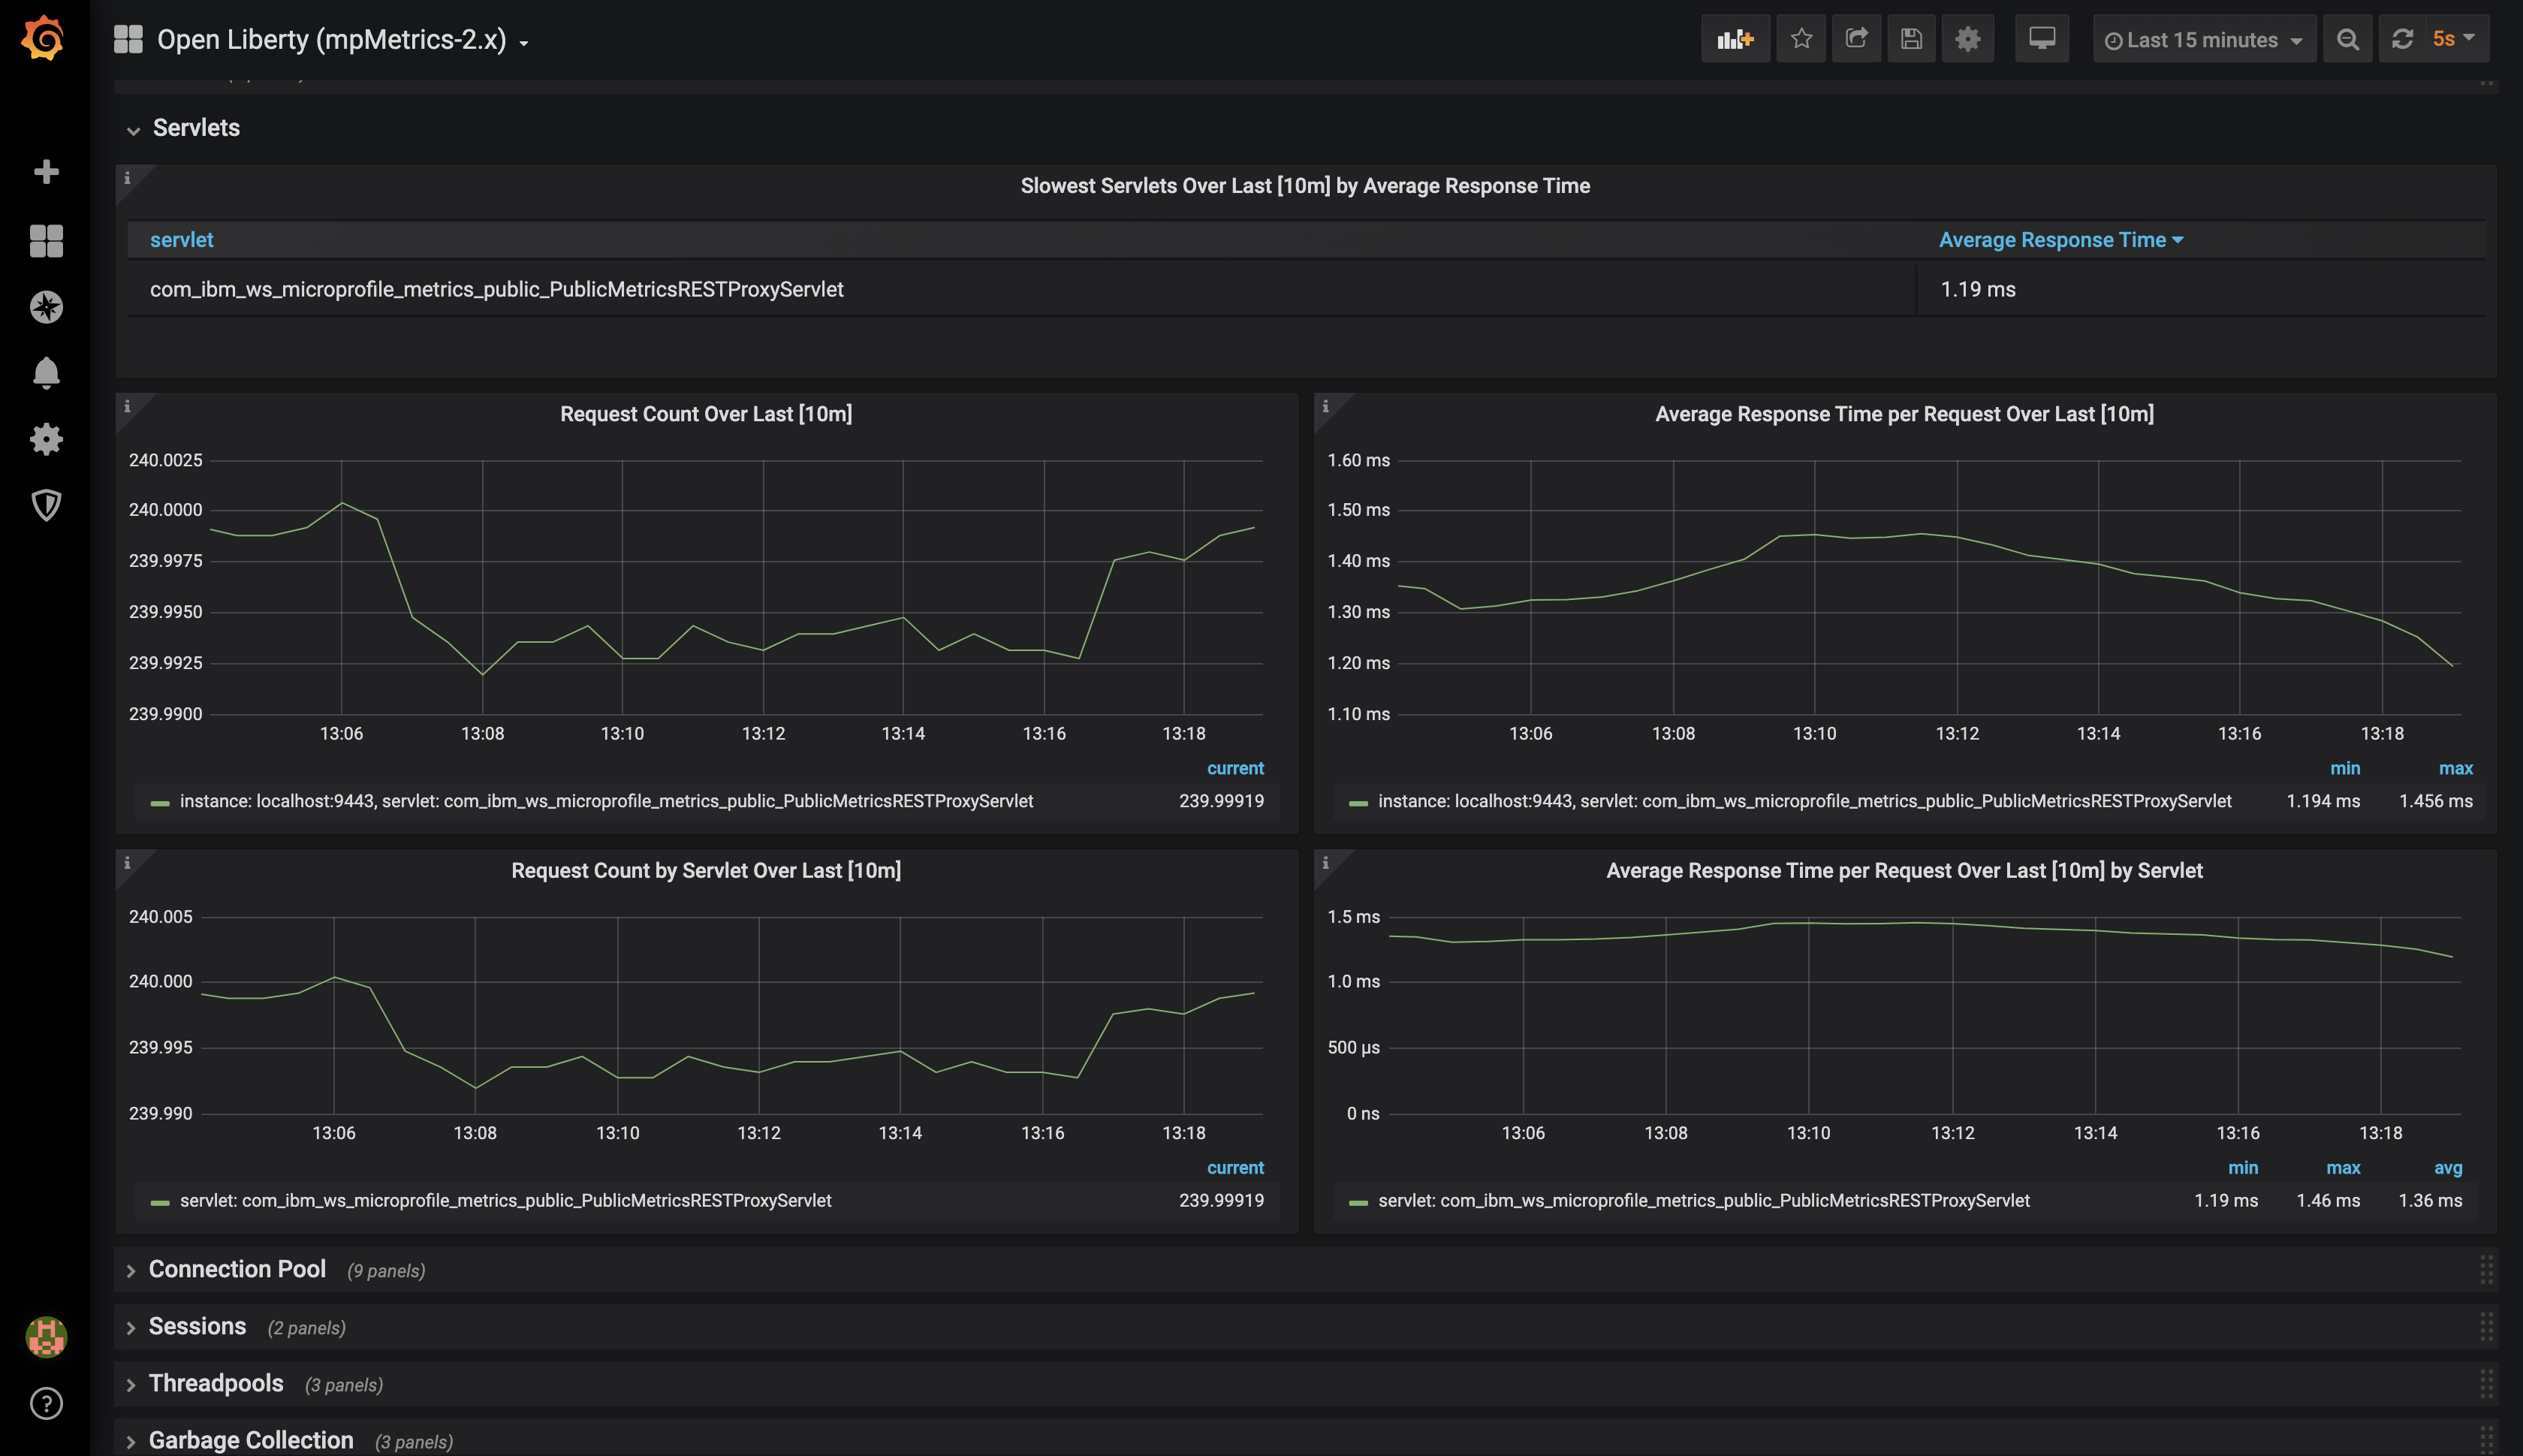 Open Liberty (mpMetrics-2.x)
Last 15 minutes
5s
Servlets
Slowest Servlets Over Last [10m] by Average Response Time
servlet Average Response Time
com_ibm_ws_microprofile_metrics_public_PublicMetricsRESTProxyServlet 1.19 ms
Request Count Over Last [10m]
240.0025
240.0000
239.9975
239.9950
239.9925
239.9900
13:06 13:08 13:10 13:12 13:14 13:16 13:18
current
instance: localhost:9443, servlet: com_ibm_ws_microprofile_metrics_public_PublicMetricsRESTProxyServlet 239.99919
Average Response Time per Request Over Last [10m]
1.60 ms
1.50 ms
1.40 ms
1.30 ms
1.20 ms
1.10 ms
13:06 13:08 13:10 13:12 13:14 13:16 13:18
min max
instance: localhost:9443, servlet: com_ibm_ws_microprofile_metrics_public_PublicMetricsRESTProxyServlet 1.194 ms 1.456 ms
Request Count by Servlet Over Last [10m]
240.005
240.000
239.995
239.990
13:06 13:08 13:10 13:12 13:14 13:16 13:18
current
servlet: com_ibm_ws_microprofile_metrics_public_PublicMetricsRESTProxyServlet 239.99919
Average Response Time per Request Over Last [10m] by Servlet
1.5 ms
1.0 ms
500 µs
0 ns
13:06 13:08 13:10 13:12 13:14 13:16 13:18
min max avg
servlet: com_ibm_ws_microprofile_metrics_public_PublicMetricsRESTProxyServlet 1.19 ms 1.46 ms 1.36 ms
Connection Pool (9 panels)
Sessions (2 panels)
Threadpools (3 panels)
Garbage Collection (3 panels)